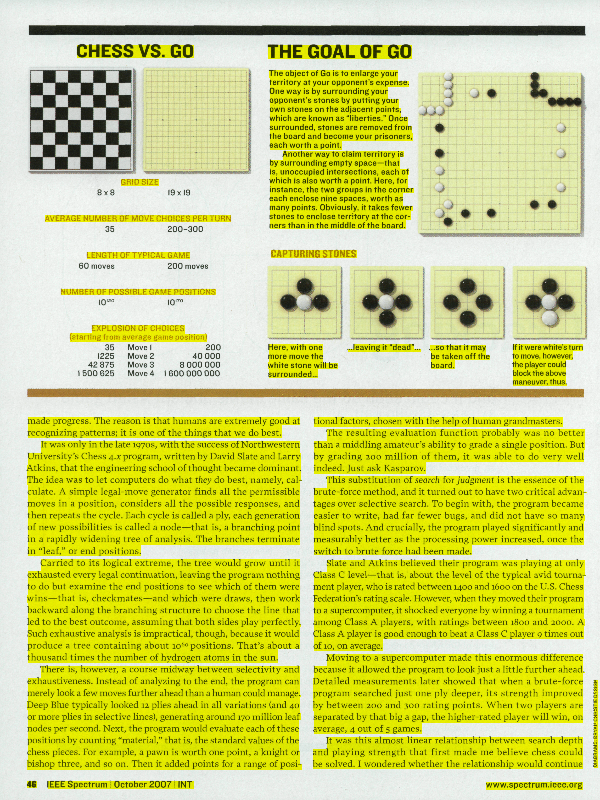 CHESS VS. GO
GRID SIZE
8 x 8 19 x 19
AVERAGE NUMBER OF MOVE CHOICES PER TURN
35 200–300
LENGTH OF TYPICAL GAME
60 moves 200 moves
NUMBER OF POSSIBLE GAME POSITIONS
EXPLOSION OF CHOICES
(starting from average game position)
35 Move 1 200
1225 Move 2 40 000
42 875 Move 3 8 000 000
1 500 625 Move 4 1 600 000 000
THE GOAL OF GO
The object of Go is to enlarge your
territory at your opponent's expense.
One way is by surrounding your
opponent's stones by putting your
own stones on the adjacent points,
which are known as "liberties." Once
surrounded, stones are removed from
the board and become your prisoners,
each worth a point.
Another way to claim territory is
by surrounding empty space—that
is, unoccupied intersections, each of
which is also worth a point. Here, for
instance, the two groups in the corner
each enclose nine spaces, worth as
many points. Obviously, it takes fewer
stones to enclose territory at the cor-
ners than in the middle of the board.
CAPTURING STONES
Here, with one
more move the
white stone will be
surrounded...
...leaving it "dead"...
...so that it may
be taken off the
board.
If it were white's turn
to move, however,
the player could
block the above
maneuver, thus.
made progress. The reason is that humans are extremely good at
recognizing patterns; it is one of the things that we do best.
It was only in the late 1970s, with the success of Northwestern
University's Chess 4.x program, written by David Slate and Larry
Atkins, that the engineering school of thought became dominant.
The idea was to let computers do what they do best, namely, cal-
culate. A simple legal-move generator finds all the permissible
moves in a position, considers all the possible responses, and
then repeats the cycle. Each cycle is called a ply, each generation
of new possibilities is called a node—that is, a branching point
in a rapidly widening tree of analysis. The branches terminate
in "leaf," or end positions.
Carried to its logical extreme, the tree would grow until it
exhausted every legal continuation, leaving the program nothing
to do but examine the end positions to see which of them were
wins—that is, checkmates—and which were draws, then work
backward along the branching structure to choose the line that
led to the best outcome, assuming that both sides play perfectly.
Such exhaustive analysis is impractical, though, because it would
produce a tree containing about positions. That's about a
thousand times the number of hydrogen atoms in the sun.
There is, however, a course midway between selectivity and
exhaustiveness. Instead of analyzing to the end, the program can
merely look a few moves further ahead than a human could manage.
Deep Blue typically looked 12 plies ahead in all variations (and 40
or more plies in selective lines), generating around 170 million leaf
nodes per second. Next, the program would evaluate each of these
positions by counting "material," that is, the standard values of the
chess pieces. For example, a pawn is worth one point, a knight or
bishop three, and so on. Then it added points for a range of posi-
tional factors, chosen with the help of human grandmasters.
The resulting evaluation function probably was no better
than a middling amateur's ability to grade a single position. But
by grading 200 million of them, it was able to do very well
indeed. Just ask Kasparov.
This substitution of search for judgment is the essence of the
brute-force method, and it turned out to have two critical advan-
tages over selective search. To begin with, the program became
easier to write, had far fewer bugs, and did not have so many
blind spots. And crucially, the program played significantly and
measurably better as the processing power increased, once the
switch to brute force had been made.
Slate and Atkins believed their program was playing at only
Class C level—that is, about the level of the typical avid tourna-
ment player, who is rated between 1400 and 1600 on the U.S. Chess
Federation's rating scale. However, when they moved their program
to a supercomputer, it shocked everyone by winning a tournament
among Class A players, with ratings between 1800 and 2000. A
Class A player is good enough to beat a Class C player 9 times out
of 10, on average.
Moving to a supercomputer made this enormous difference
because it allowed the program to look just a little further ahead.
Detailed measurements later showed that when a brute-force
program searched just one ply deeper, its strength improved
by between 200 and 300 rating points. When two players are
separated by that big a gap, the higher-rated player will win, on
average, 4 out of 5 games.
It was this almost linear relationship between search depth
and playing strength that first made me believe chess could
be solved. I wondered whether the relationship would continue
46 IEEE Spectrum | October 2007 | INT
www.spectrum.ieee.org